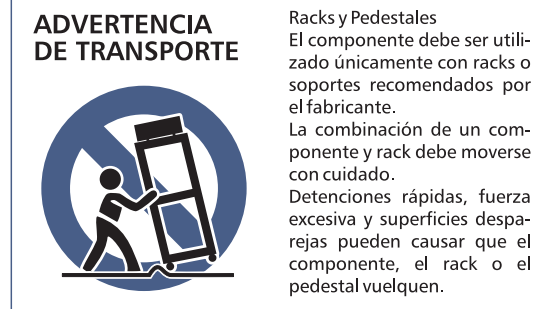 ADVERTENCIA
DE TRANSPORTE
Racks y Pedestales
El componente debe ser utili-
zado únicamente con racks o
soportes recomendados por
el fabricante.
La combinación de un com-
ponente y rack debe moverse
con cuidado.
Detenciones rápidas, fuerza
excesiva y superficies despa-
rejas pueden causar que el
componente, el rack o el
pedestal vuelquen.